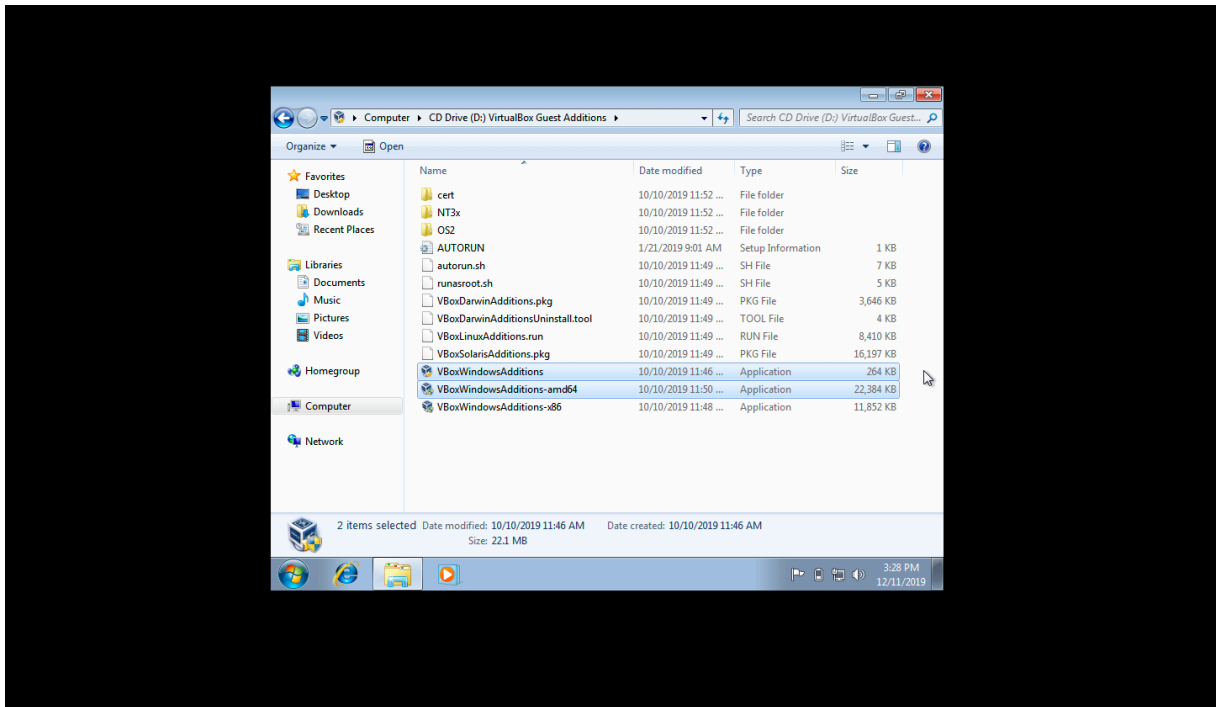 Computer ▸ CD Drive (D:) VirtualBox Guest Additions ▸ Search CD Drive (D:) VirtualBox Guest...
Organize Open
Favorites
Desktop
Downloads
Recent Places
Libraries
Documents
Music
Pictures
Videos
Homegroup
Computer
Network
Name Date modified Type Size
cert 10/10/2019 11:52 ... File folder
NT3x 10/10/2019 11:52 ... File folder
OS2 10/10/2019 11:52 ... File folder
AUTORUN 1/21/2019 9:01 AM Setup Information 1 KB
autorun.sh 10/10/2019 11:49 ... SH File 7 KB
runasroot.sh 10/10/2019 11:49 ... SH File 5 KB
VBoxDarwinAdditions.pkg 10/10/2019 11:49 ... PKG File 3,646 KB
VBoxDarwinAdditionsUninstall.tool 10/10/2019 11:49 ... TOOL File 4 KB
VBoxLinuxAdditions.run 10/10/2019 11:49 ... RUN File 8,410 KB
VBoxSolarisAdditions.pkg 10/10/2019 11:49 ... PKG File 16,197 KB
VBoxWindowsAdditions 10/10/2019 11:46 ... Application 264 KB
VBoxWindowsAdditions-amd64 10/10/2019 11:50 ... Application 22,384 KB
VBoxWindowsAdditions-x86 10/10/2019 11:48 ... Application 11,852 KB
2 items selected Date modified: 10/10/2019 11:46 AM Date created: 10/10/2019 11:46 AM
Size: 22.1 MB
3:28 PM
12/11/2019